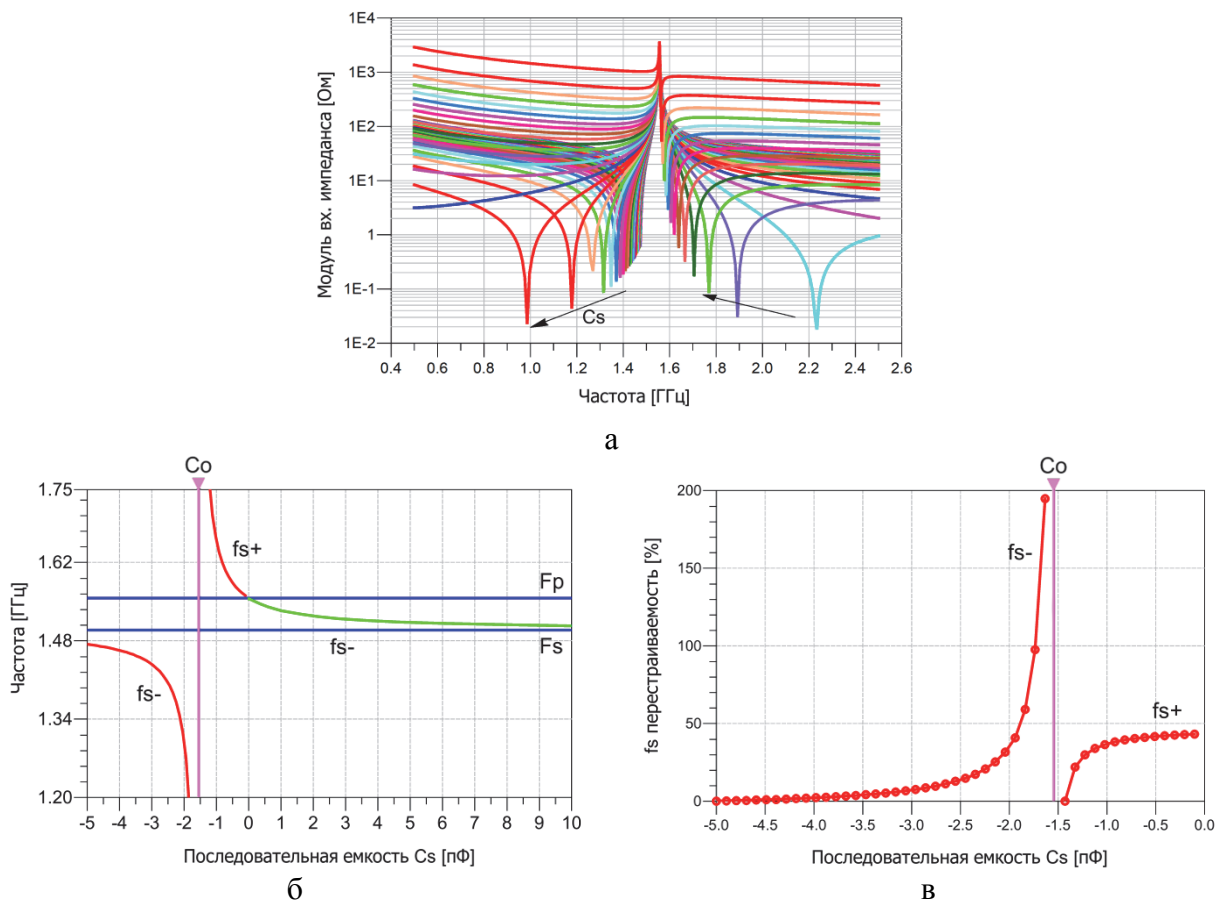 1E4
1E3
1E2
1E1
1
1E-1
1E-2
Модуль вх. импеданса [Ом]
Cs
0.4 0.6 0.8 1.0 1.2 1.4 1.6 1.8 2.0 2.2 2.4 2.6
Частота [ГГц]
а
Co
1.75
1.62
1.48
1.34
1.20
Частота [ГГц]
fs+
Fp
fs-
Fs
fs-
-5 -4 -3 -2 -1 0 1 2 3 4 5 6 7 8 9 10
Последовательная емкость Cs [пФ]
б
Co
200
150
100
50
0
fs перестраиваемость [%]
fs-
fs+
-5.0 -4.5 -4.0 -3.5 -3.0 -2.5 -2.0 -1.5 -1.0 -0.5 0.0
Последовательная емкость Cs [пФ]
в